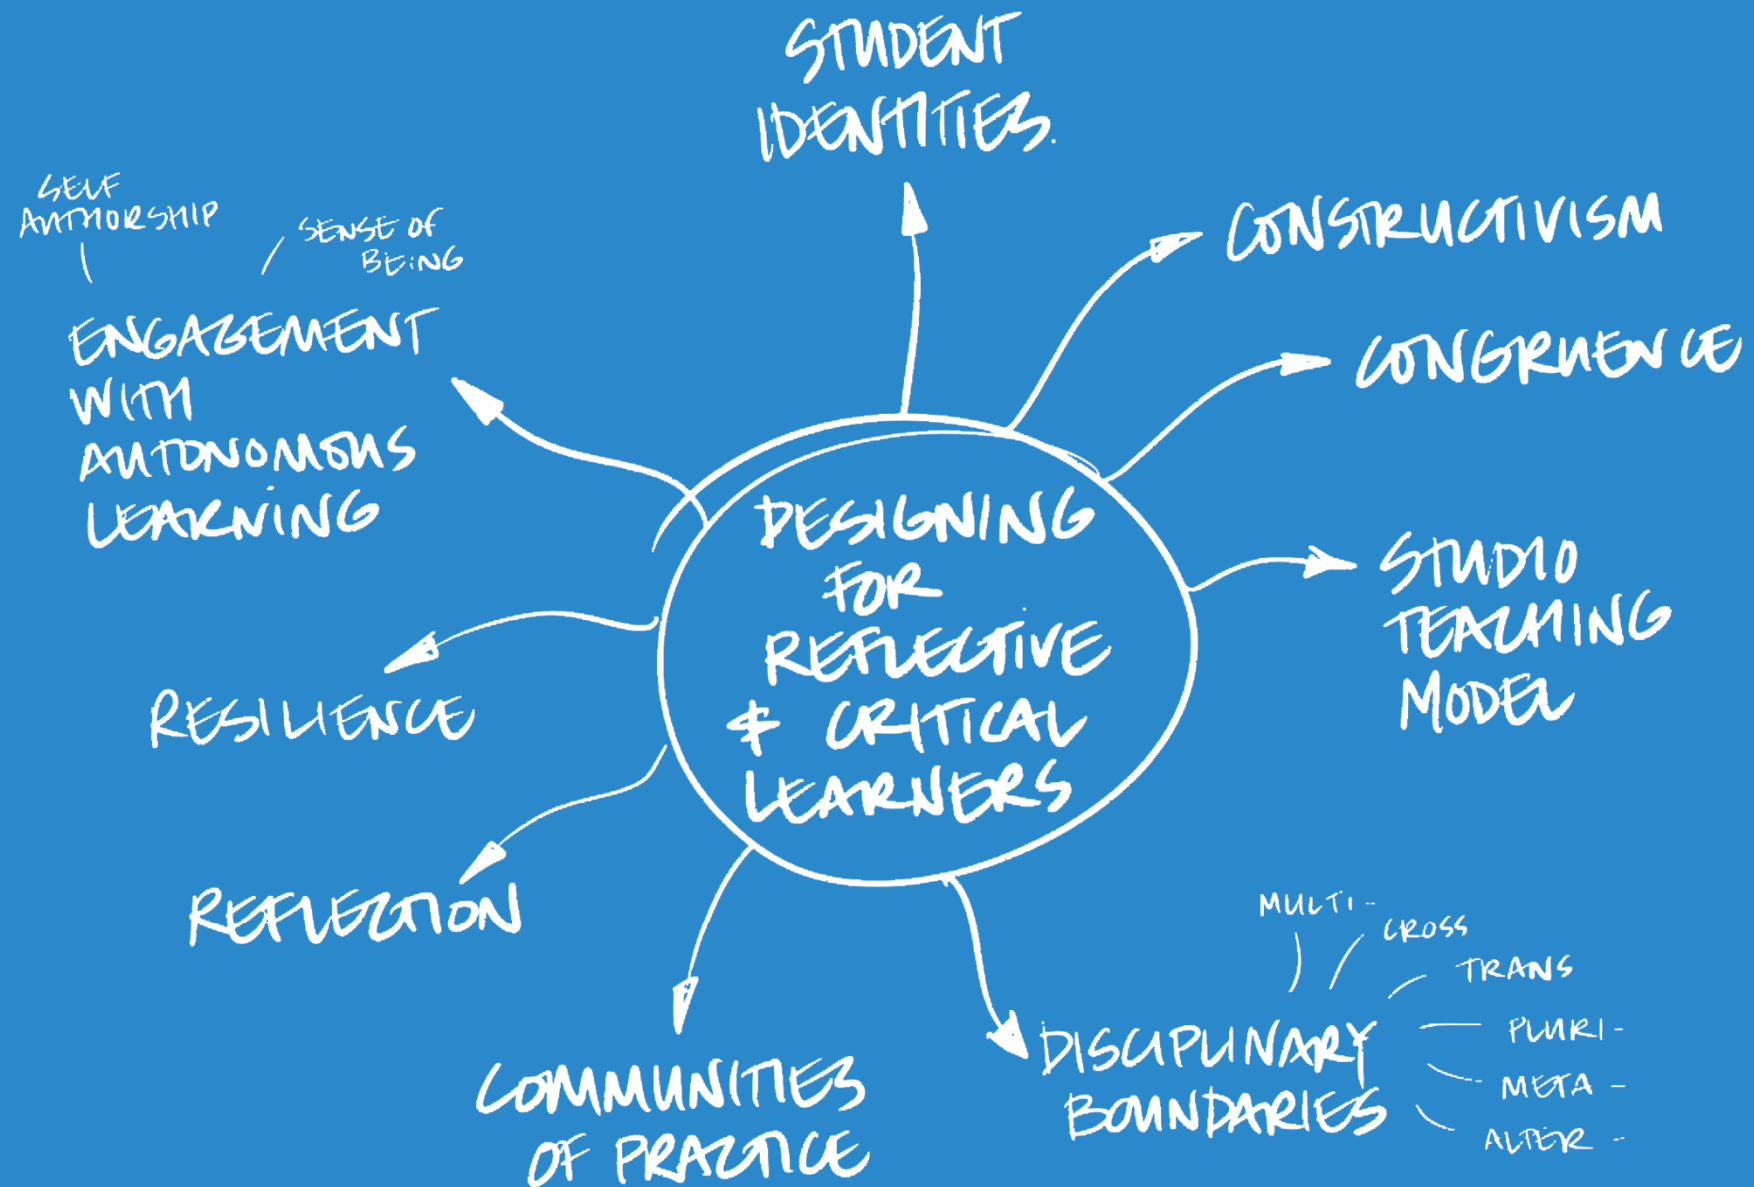 STUDENT
IDENTITIES.
CONSTRUCTIVISM
CONGRUENCE
STUDIO
TEACHING
MODEL
MULTI-
CROSS
TRANS
PLURI-
META -
ALTER -
DISCIPLINARY
BOUNDARIES
COMMUNITIES
OF PRACTICE
REFLECTION
RESILIENCE
SELF
AUTHORSHIP
SENSE OF
BEING
ENGAGEMENT
WITH
AUTONOMOUS
LEARNING
DESIGNING
FOR
REFLECTIVE
& CRITICAL
LEARNERS